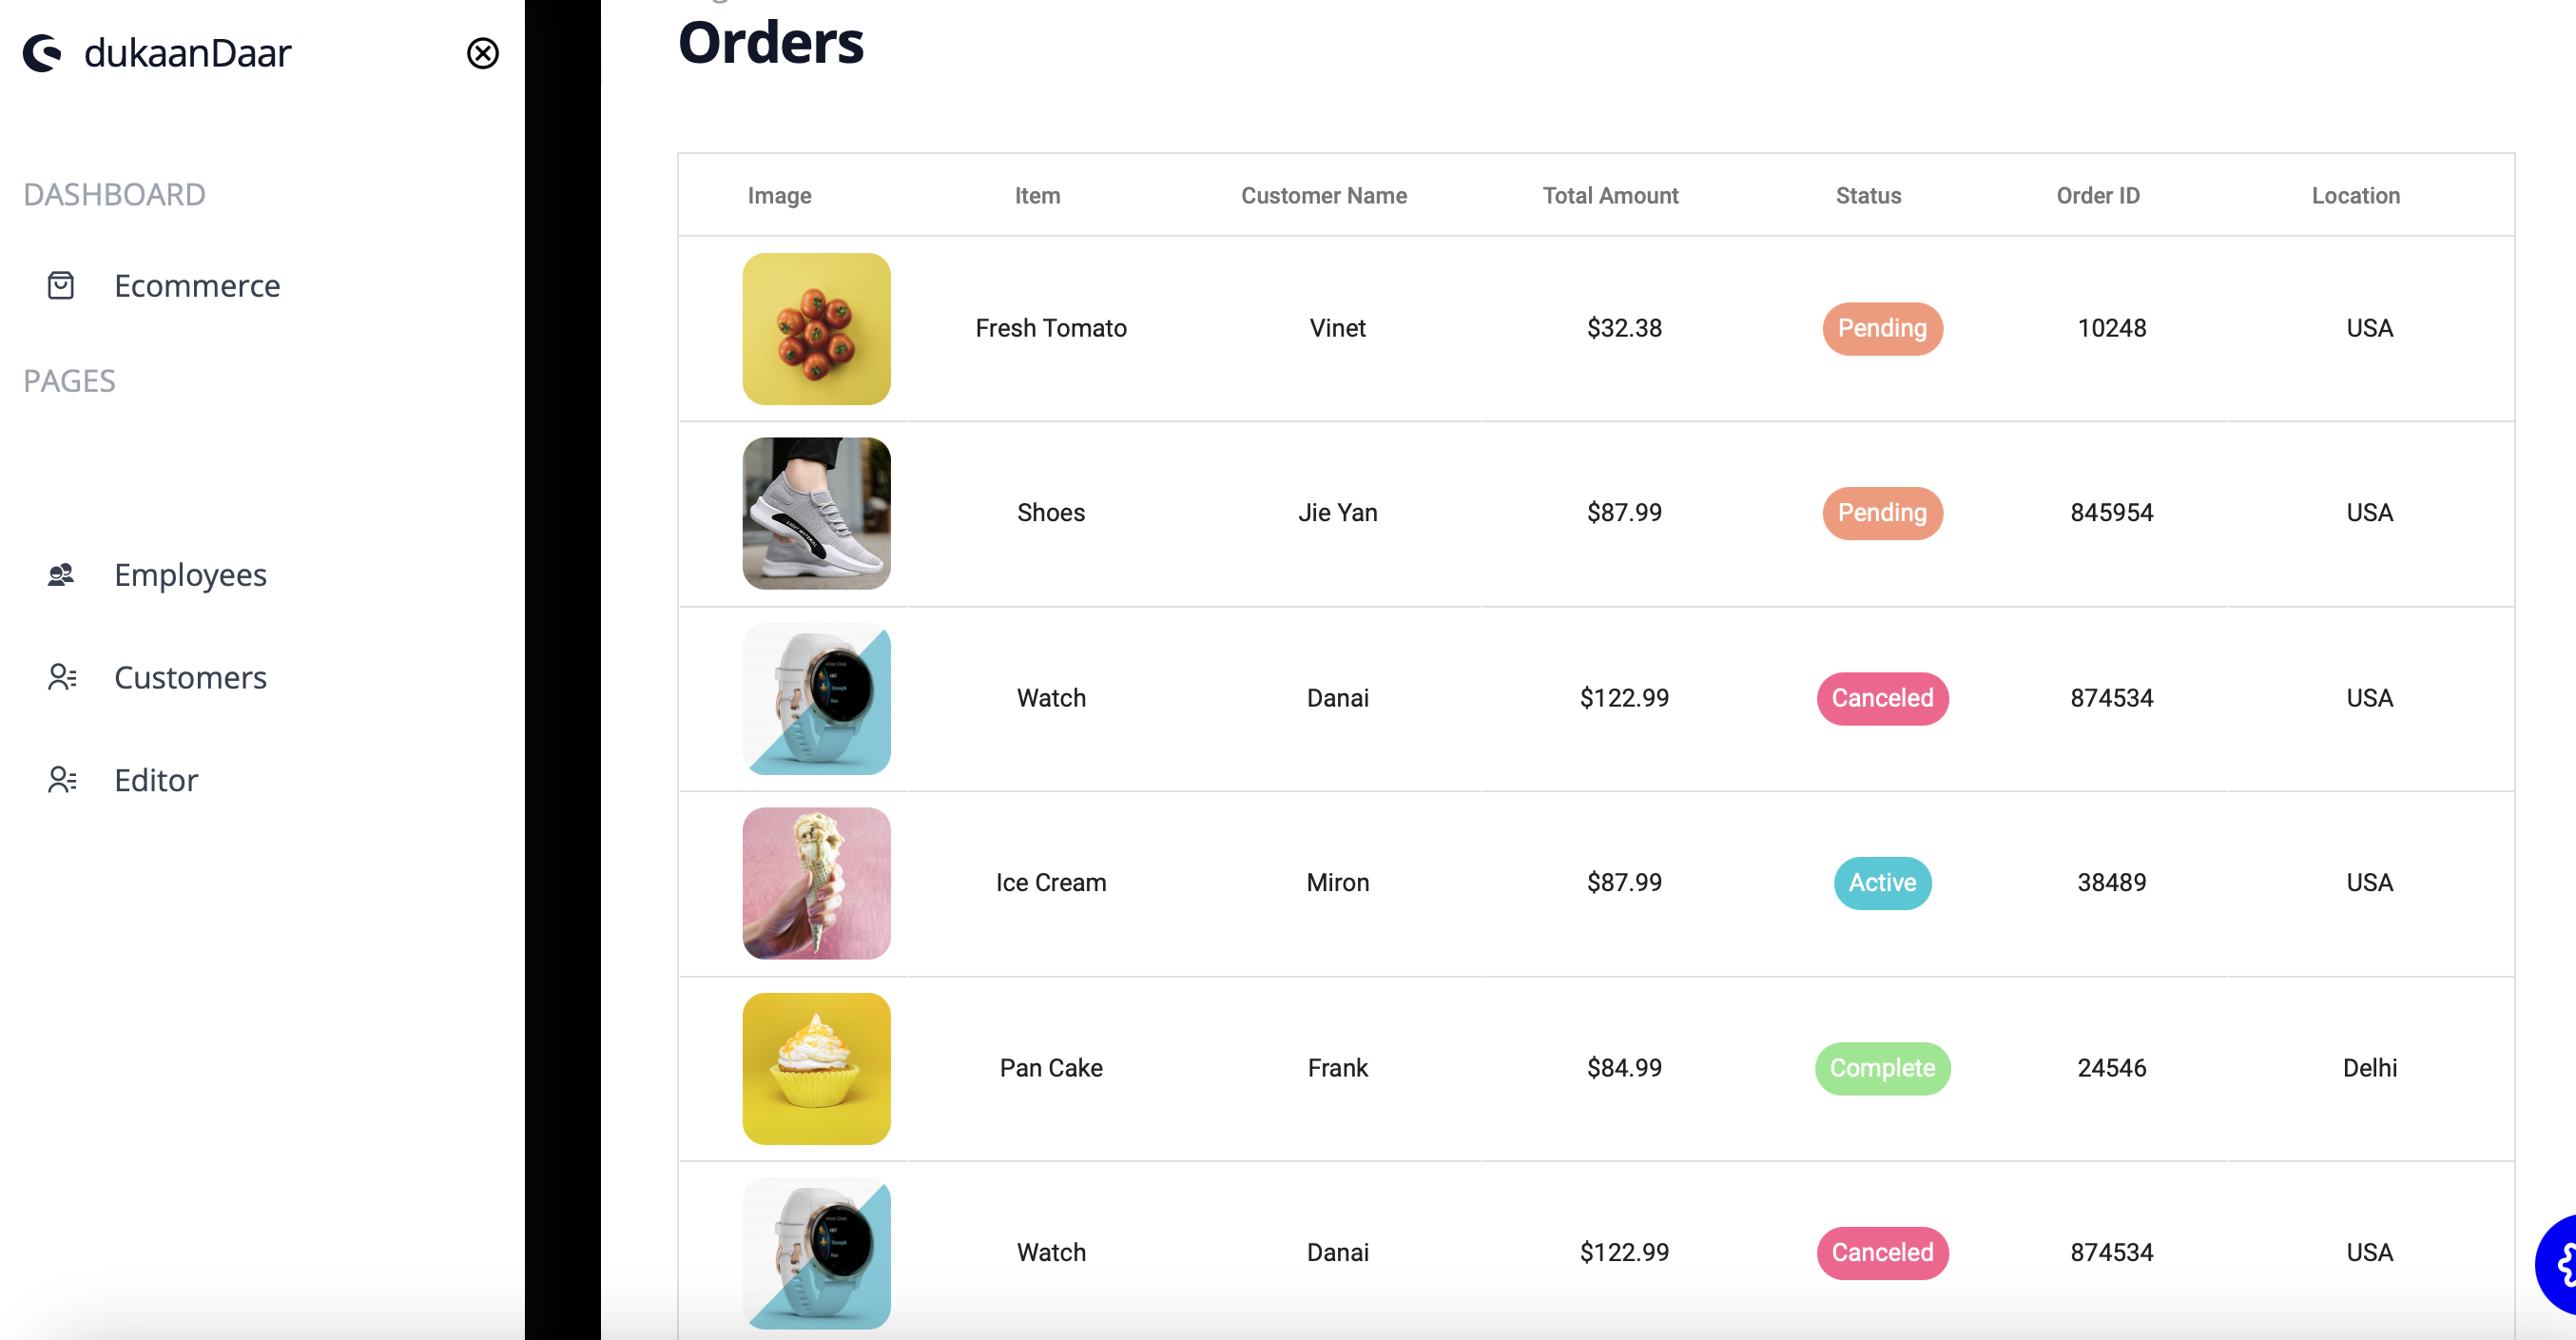 dukaanDaar
DASHBOARD
Ecommerce
PAGES
Employees
Customers
Editor
Orders
Image Item Customer Name Total Amount Status Order ID Location
Fresh Tomato Vinet $32.38 Pending 10248 USA
Shoes Jie Yan $87.99 Pending 845954 USA
Watch Danai $122.99 Canceled 874534 USA
Ice Cream Miron $87.99 Active 38489 USA
Pan Cake Frank $84.99 Complete 24546 Delhi
Watch Danai $122.99 Canceled 874534 USA